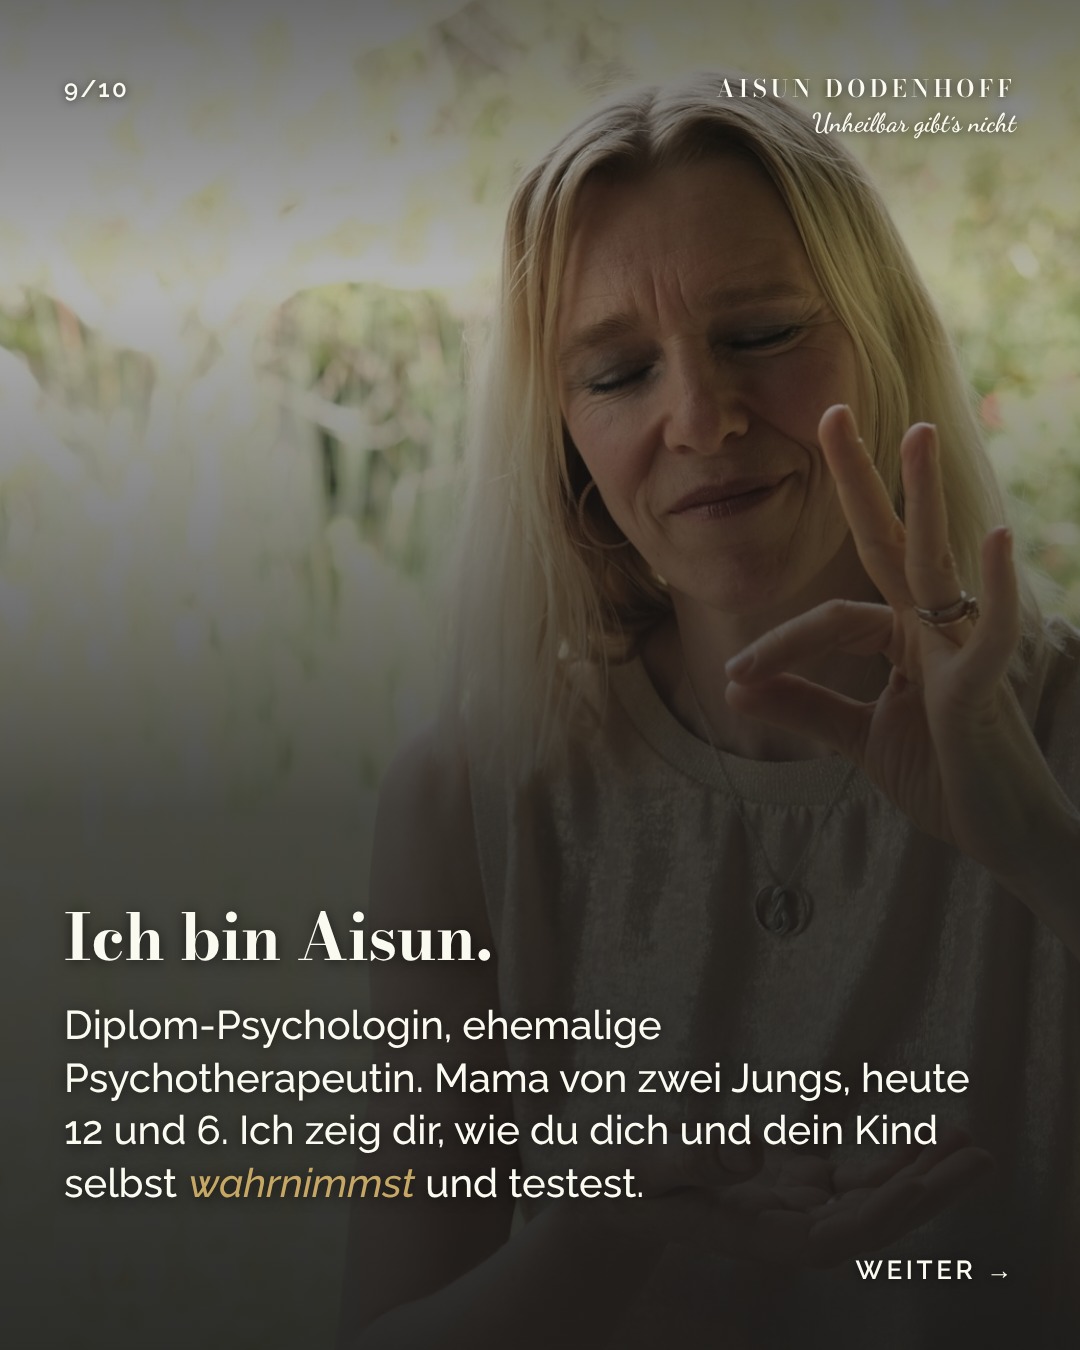 9/10
AISUN DODENHOFF
Unheilbar gibt's nicht
Ich bin Aisun.
Diplom-Psychologin, ehemalige
Psychotherapeutin. Mama von zwei Jungs, heute
12 und 6. Ich zeig dir, wie du dich und dein Kind
selbst wahrnimmst und testest.
WEITER →